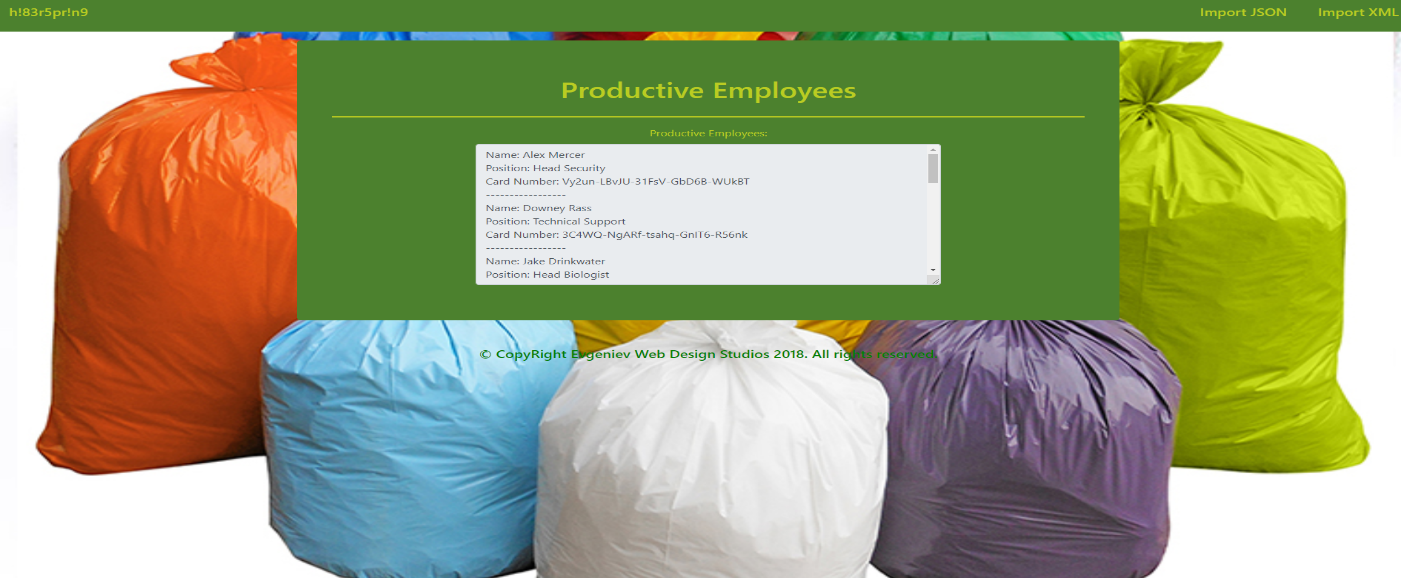 h!83r5pr!n9
Import JSON
Import XML
Productive Employees
Productive Employees:
Name: Alex Mercer
Position: Head Security
Card Number: Vy2un-LBvJU-31FsV-GbD6B-WUkBT
-----------------
Name: Downey Rass
Position: Technical Support
Card Number: 3C4WQ-NgARf-tsahq-GnIT6-R56nk
-----------------
Name: Jake Drinkwater
Position: Head Biologist
© CopyRight Evgeniev Web Design Studios 2018. All rights reserved.